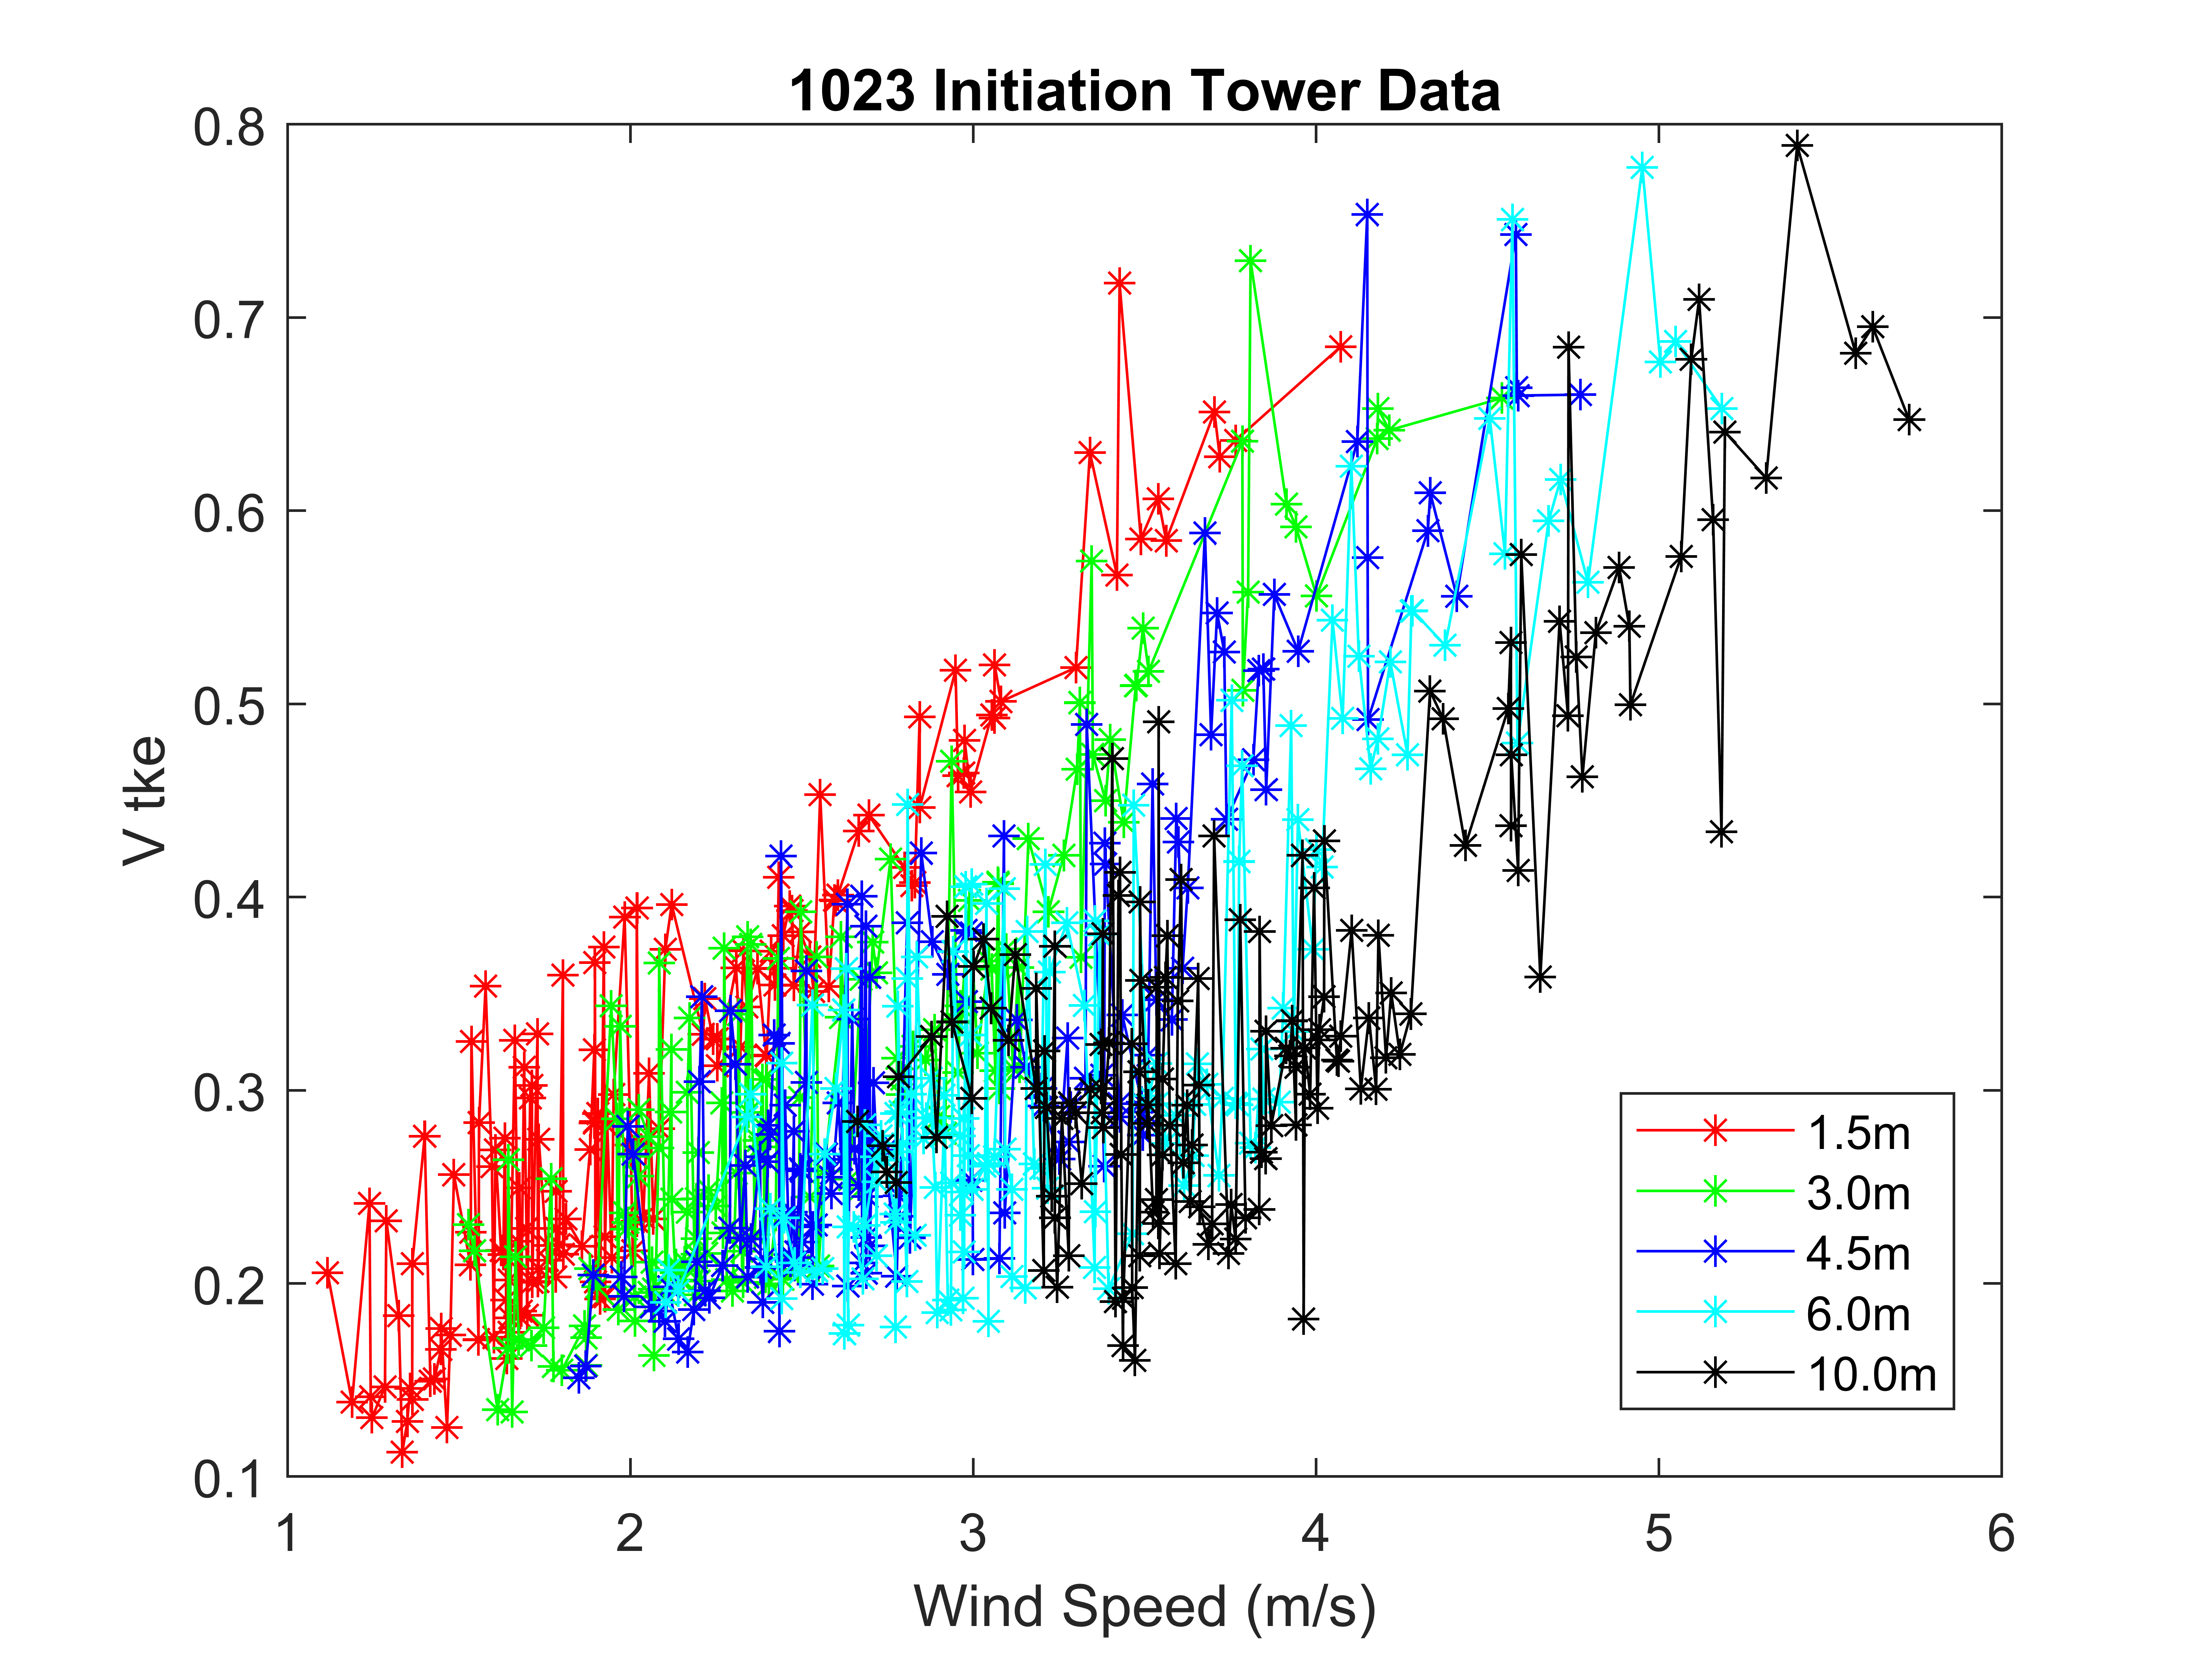 1023 Initiation Tower Data
0.8
0.7
0.6
0.5
0.4
0.3
0.2
0.1
V tke
1 2 3 4 5 6
Wind Speed (m/s)
1.5m
3.0m
4.5m
6.0m
10.0m